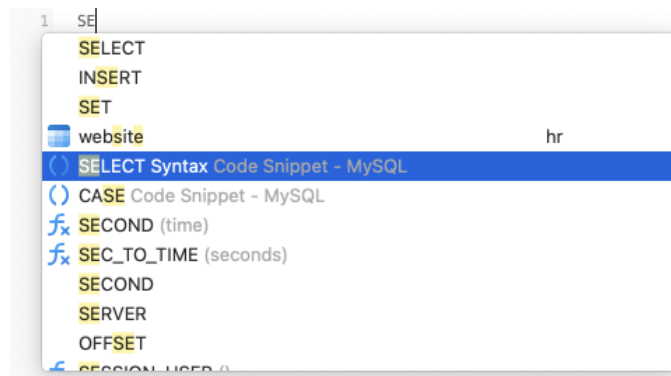 1 SE
SELECT
INSERT
SET
website hr
SELECT Syntax Code Snippet - MySQL
CASE Code Snippet - MySQL
SECOND (time)
SEC_TO_TIME (seconds)
SECOND
SERVER
OFFSET
SESSION_USER ()